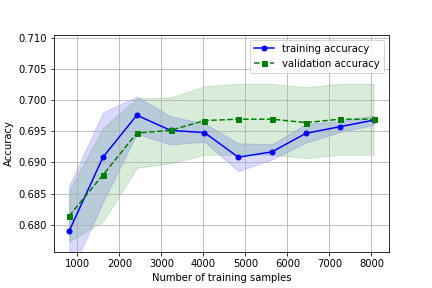 training accuracy
validation accuracy
0.710
0.705
0.700
0.695
0.690
0.685
0.680
Accuracy
1000 2000 3000 4000 5000 6000 7000 8000
Number of training samples